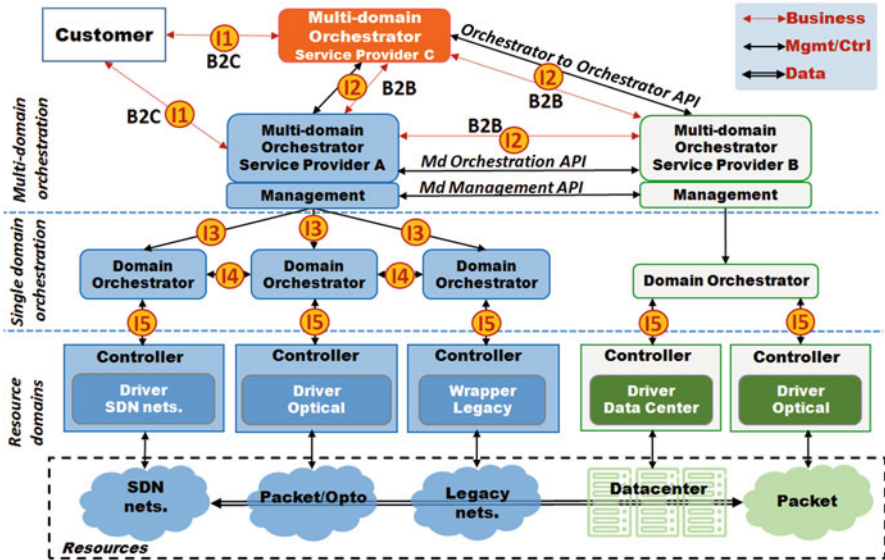 Customer
I1
B2C
Multi-domain
Orchestrator
Service Provider C
Business
Mgmt/Ctrl
Data
Orchestrator to Orchestrator API
I2
B2B
I2
B2B
B2C
I1
Multi-domain
orchestration
Multi-domain
Orchestrator
Service Provider A
B2B
I2
Md Orchestration API
Multi-domain
Orchestrator
Service Provider B
Management
Md Management API
Management
Single domain
orchestration
I3
I3
I3
Domain
Orchestrator
I4
Domain
Orchestrator
I4
Domain
Orchestrator
Domain Orchestrator
I5
I5
I5
I5
I5
Resource
domains
Controller
Driver
SDN nets.
Controller
Driver
Optical
Controller
Wrapper
Legacy
Controller
Driver
Data Center
Controller
Driver
Optical
SDN
nets.
Packet/Opto
Legacy
nets.
Datacenter
Packet
Resources